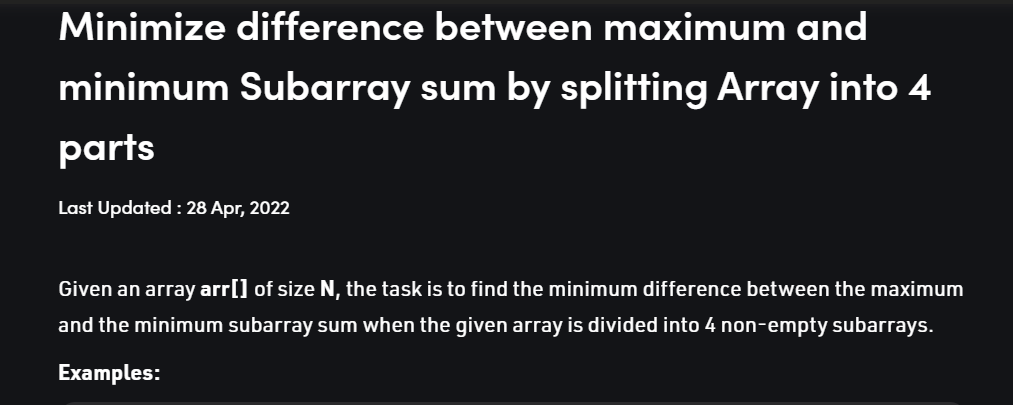 Minimize difference between maximum and
minimum Subarray sum by splitting Array into 4
parts
Last Updated : 28 Apr, 2022
Given an array arr[] of size N, the task is to find the minimum difference between the maximum
and the minimum subarray sum when the given array is divided into 4 non-empty subarrays.
Examples: